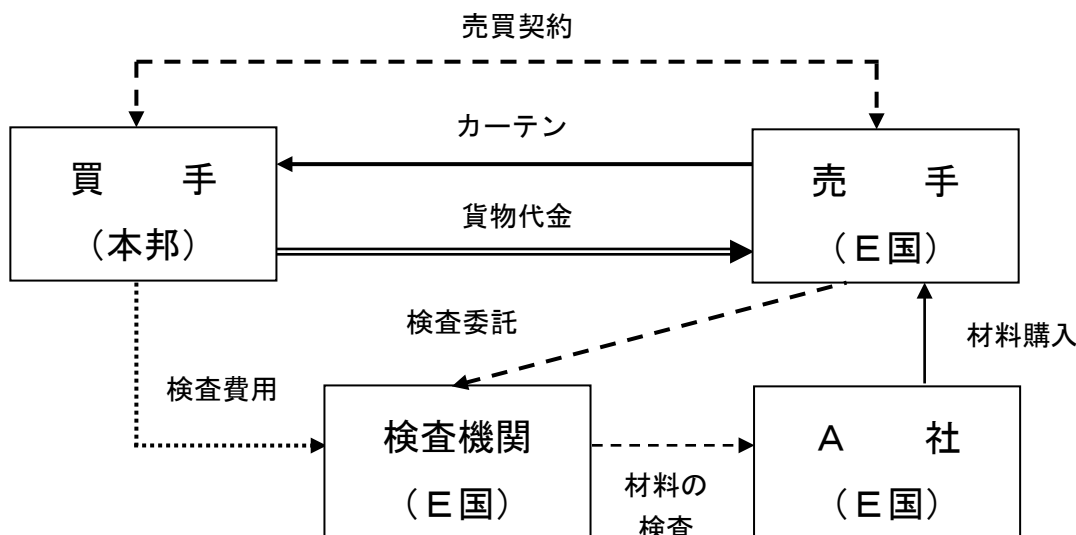 売買契約
カーテン
買　手
（本邦）
売　手
（Ｅ国）
貨物代金
検査委託
材料購入
検査費用
検査機関
（Ｅ国）
材料の
検査
Ａ　社
（Ｅ国）